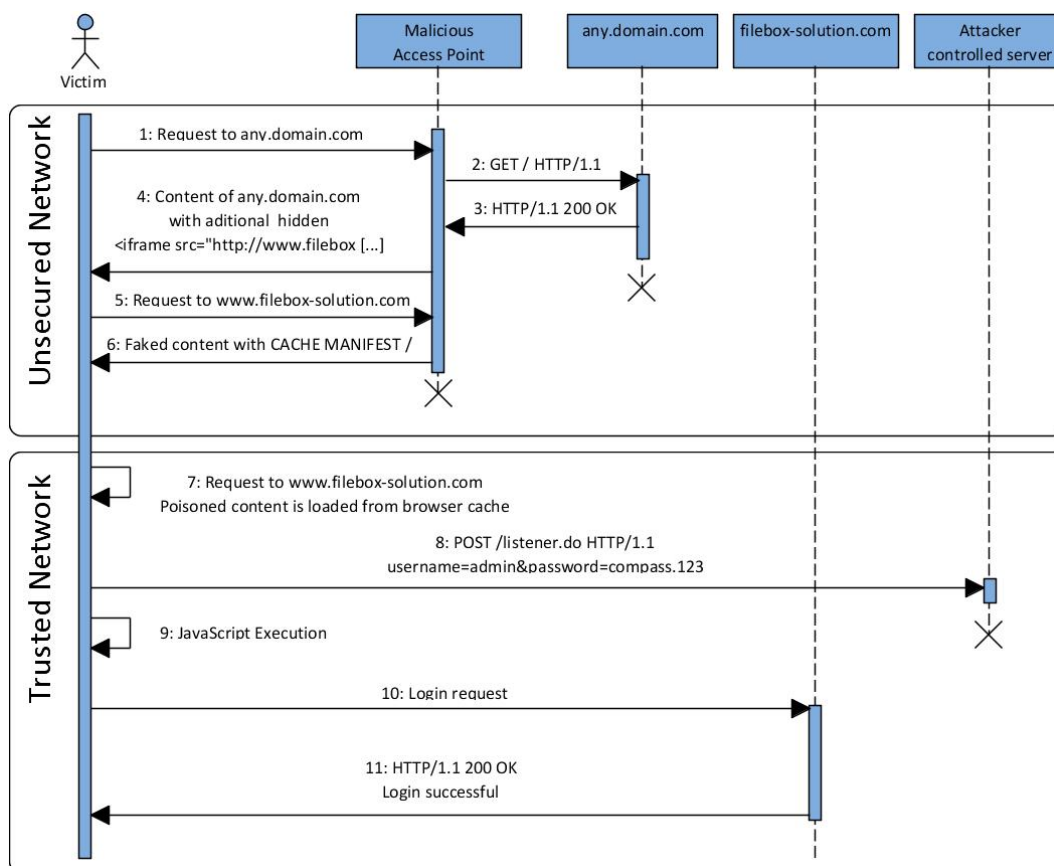 Malicious
Access Point
any.domain.com
filebox-solution.com
Attacker
controlled server
Victim
Unsecured Network
1: Request to any.domain.com
2: GET / HTTP/1.1
3: HTTP/1.1 200 OK
4: Content of any.domain.com
with aditional hidden
<iframe src="http://www.filebox [...]
5: Request to www.filebox-solution.com
6: Faked content with CACHE MANIFEST /
Trusted Network
7: Request to www.filebox-solution.com
Poisoned content is loaded from browser cache
8: POST /listener.do HTTP/1.1
username=admin&password=compass.123
9: JavaScript Execution
10: Login request
11: HTTP/1.1 200 OK
Login successful